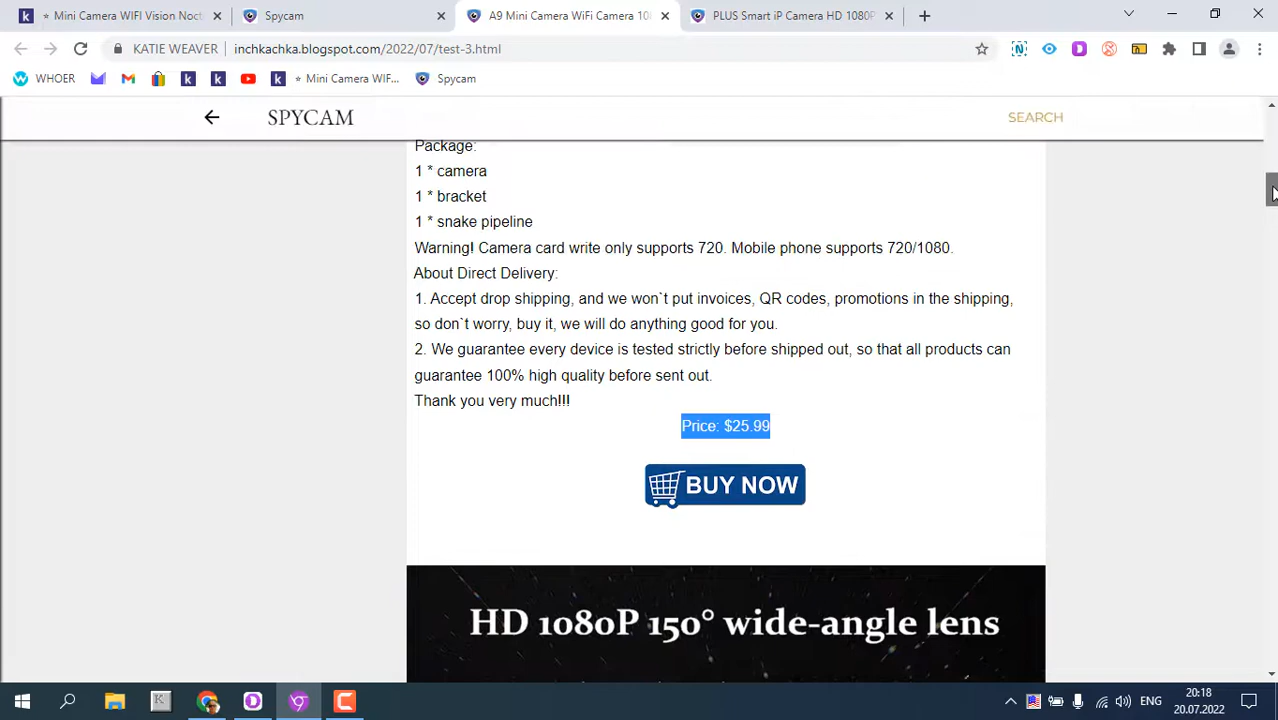 * Mini Camera WIFI Vision Noct
Spycam
A9 Mini Camera WiFi Camera 108
PLUS Smart iP Camera HD 1080P
KATIE WEAVER
inchkachka.blogspot.com/2022/07/test-3.html
WHOER
* Mini Camera WIF...
Spycam
SPYCAM
SEARCH
Package:
1 * camera
1 * bracket
1 * snake pipeline
Warning! Camera card write only supports 720. Mobile phone supports 720/1080.
About Direct Delivery:
1. Accept drop shipping, and we won`t put invoices, QR codes, promotions in the shipping,
so don`t worry, buy it, we will do anything good for you.
2. We guarantee every device is tested strictly before shipped out, so that all products can
guarantee 100% high quality before sent out.
Thank you very much!!!
Price: $25.99
BUY NOW
HD 1080P 150° wide-angle lens
ENG
20:18
20.07.2022